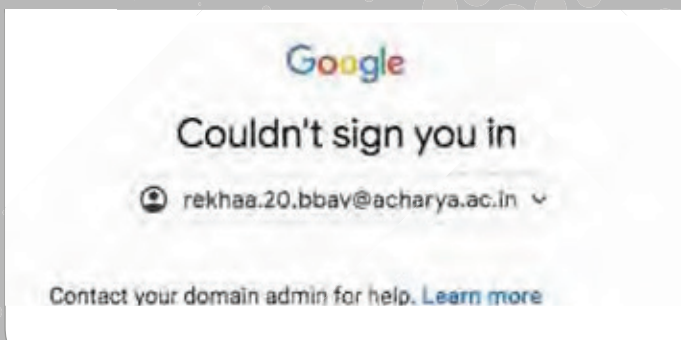 Google
Couldn't sign you in
rekhaa.20.bbav@acharya.ac.in
Contact your domain admin for help. Learn more